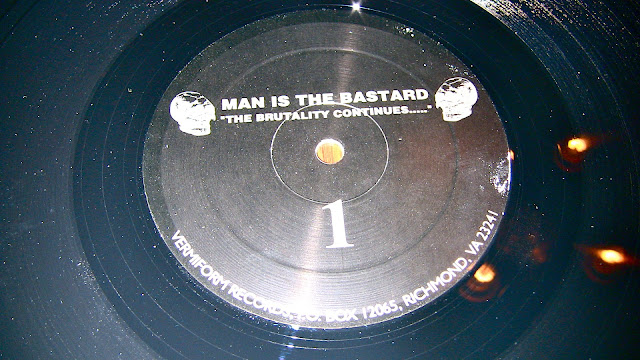 MAN IS THE BASTARD
"THE BRUTALITY CONTINUES....."
1
VERMIFORM RECORDS, P.O. BOX 12065, RICHMOND, VA 23241